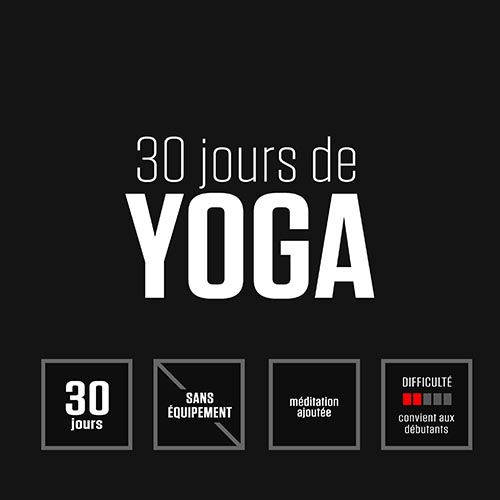 30 jours de
YOGA
30
jours
SANS
ÉQUIPEMENT
méditation
ajoutée
DIFFICULTÉ
convient aux
débutants